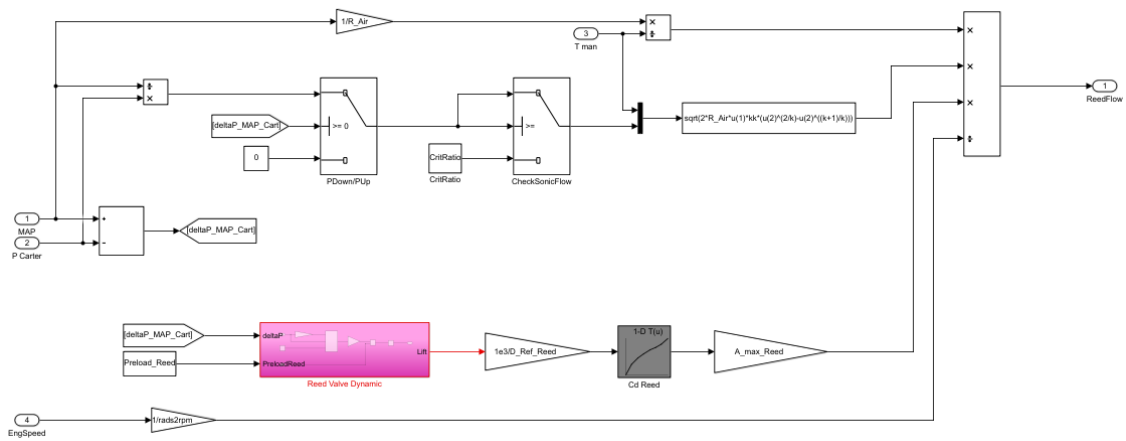 1/R_Air
×
÷
3
T man
÷
×
[deltaP_MAP_Cart]
>= 0
0
PDown/PUp
>=
CritRatio
CritRatio
CheckSonicFlow
sqrt(2*R_Air*u(1)*kk*(u(2)^(2/k)-u(2)^((k+1)/k)))
×
×
×
÷
1
ReedFlow
1
MAP
2
P Carter
+
-
[deltaP_MAP_Cart]
[deltaP_MAP_Cart]
Preload_Reed
deltaP
PreloadReed
Lift
Reed Valve Dynamic
1e3/D_Ref_Reed
1-D T(u)
Cd Reed
A_max_Reed
4
EngSpeed
1/rads2rpm